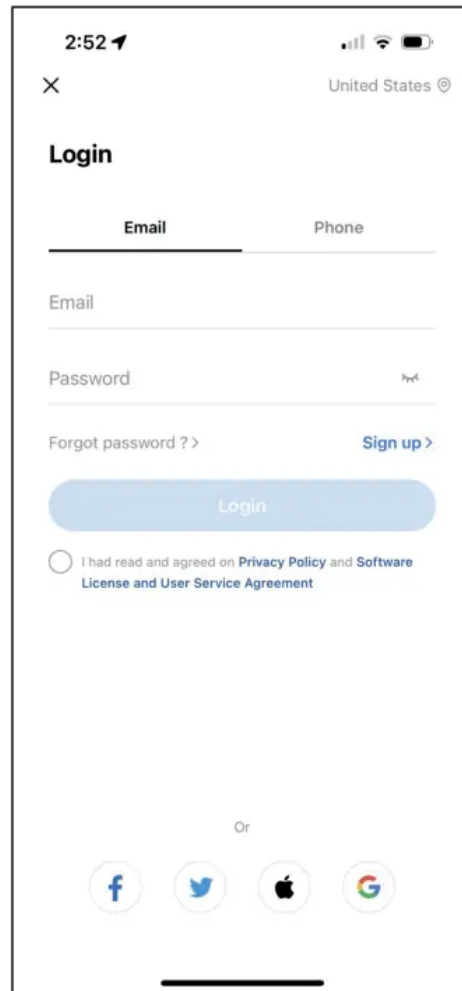 2:52
United States
Login
Email Phone
Email
Password
Forgot password ? > Sign up >
Login
I had read and agreed on Privacy Policy and Software
License and User Service Agreement
Or